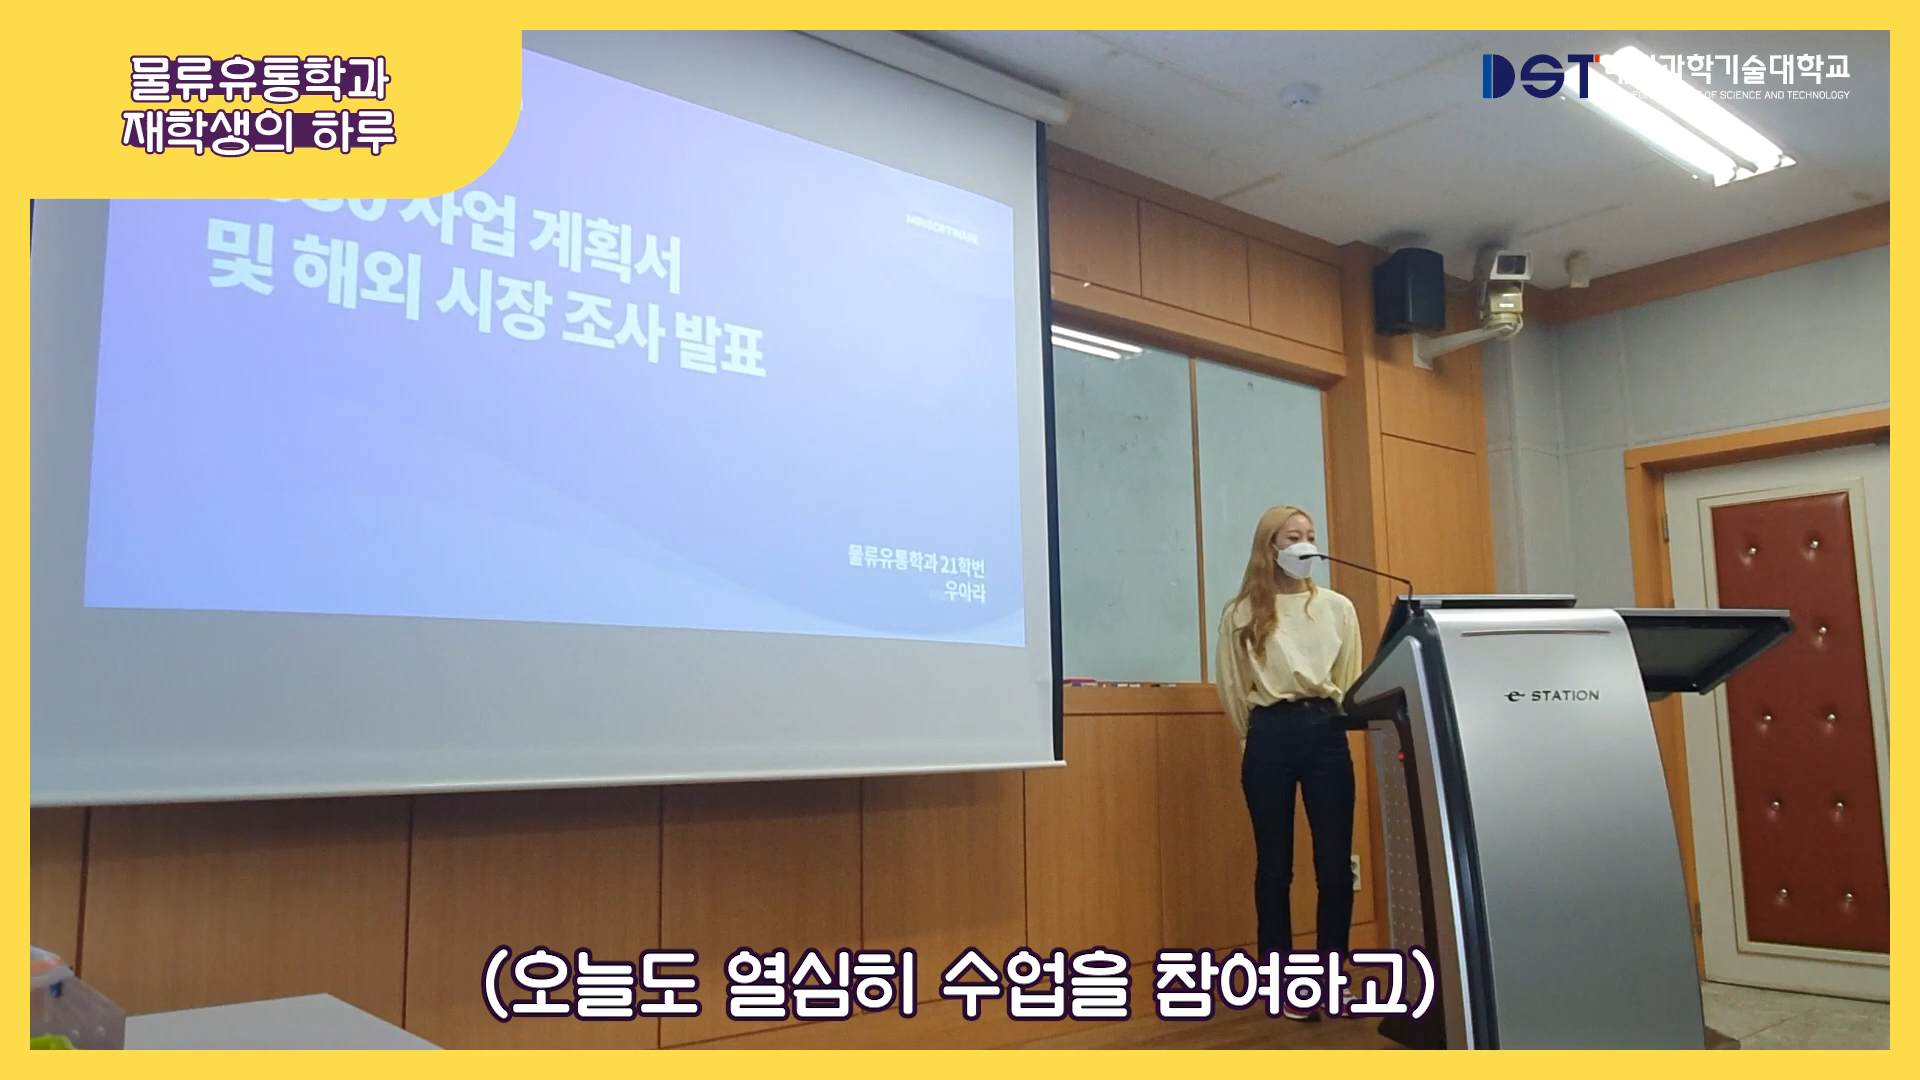 물류유통학과
재학생의 하루
DST 과학기술대학교
OF SCIENCE AND TECHNOLOGY
사업 계획서
및 해외 시장 조사 발표
MIRISOFTWARE
물류유통학과 21학번
우아라
e STATION
(오늘도 열심히 수업을 참여하고)